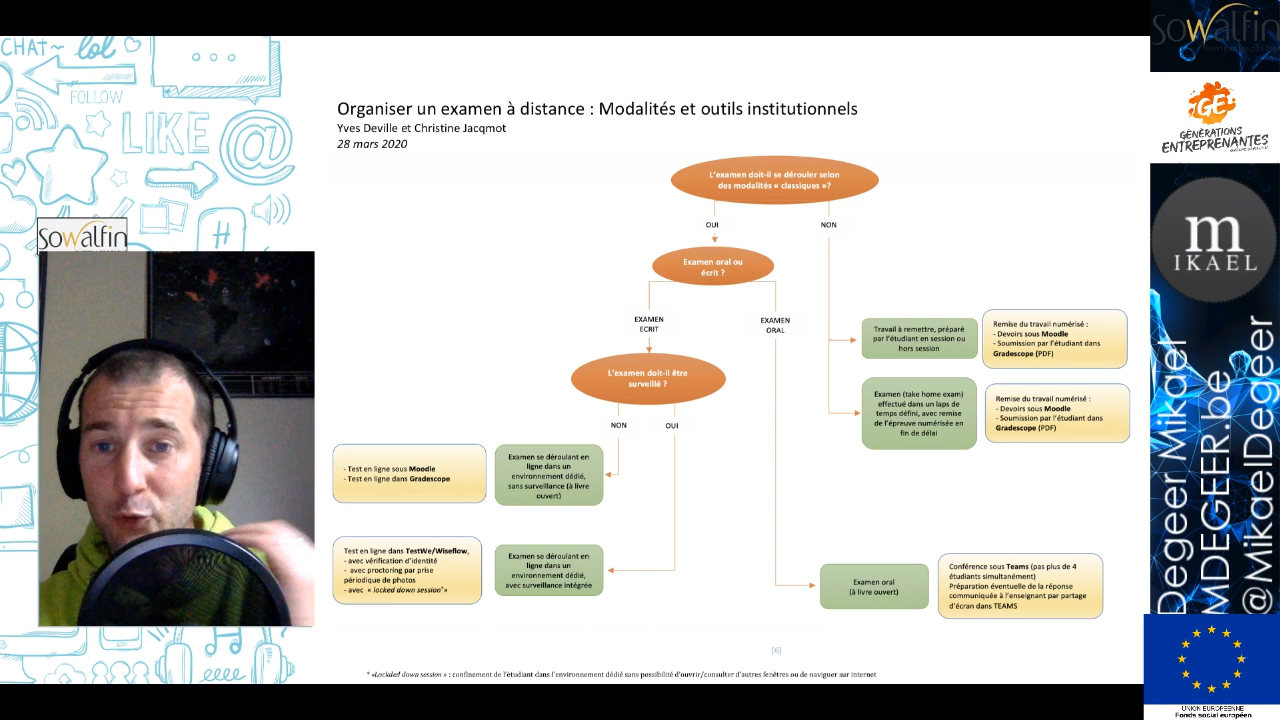 CHAT~ lol
FOLLOW
LIKE @
#
Sowalfin
Organiser un examen à distance : Modalités et outils institutionnels
Yves Deville et Christine Jacqmot
28 mars 2020
L'examen doit-il se dérouler selon
des modalités « classiques »?
OUI
NON
Examen oral ou
écrit ?
EXAMEN
ECRIT
EXAMEN
ORAL
Travail à remettre, préparé
par l'étudiant en session ou
hors session
Remise du travail numérisé :
- Devoirs sous Moodle
- Soumission par l'étudiant dans
Gradescope (PDF)
L'examen doit-il être
surveillé ?
Examen (take home exam)
effectué dans un laps de
temps défini, avec remise
de l'épreuve numérisée en
fin de délai
Remise du travail numérisé :
- Devoirs sous Moodle
- Soumission par l'étudiant dans
Gradescope (PDF)
NON
OUI
- Test en ligne sous Moodle
- Test en ligne dans Gradescope
Examen se déroulant en
ligne dans un
environnement dédié,
sans surveillance (à livre
ouvert)
Test en ligne dans TestWe/Wiseflow,
- avec vérification d'identité
- avec proctoring par prise
périodique de photos
- avec « locked down session*»
Examen se déroulant en
ligne dans un
environnement dédié,
avec surveillance intégrée
Examen oral
(à livre ouvert)
Conférence sous Teams (pas plus de 4
étudiants simultanément)
Préparation éventuelle de la réponse
communiquée à l'enseignant par partage
d'écran dans TEAMS
[6]
* «Lockded down session » : confinement de l'étudiant dans l'environnement dédié sans possibilité d'ouvrir/consulter d'autres fenêtres ou de naviguer sur internet
Sowalfin
GE
GÉNÉRATIONS
ENTREPRENANTES
m
IKAEL
Degeer Mikael
MDEGEER.be
@MikaelDegeer
UNION EUROPEENNE
Fonds social européen